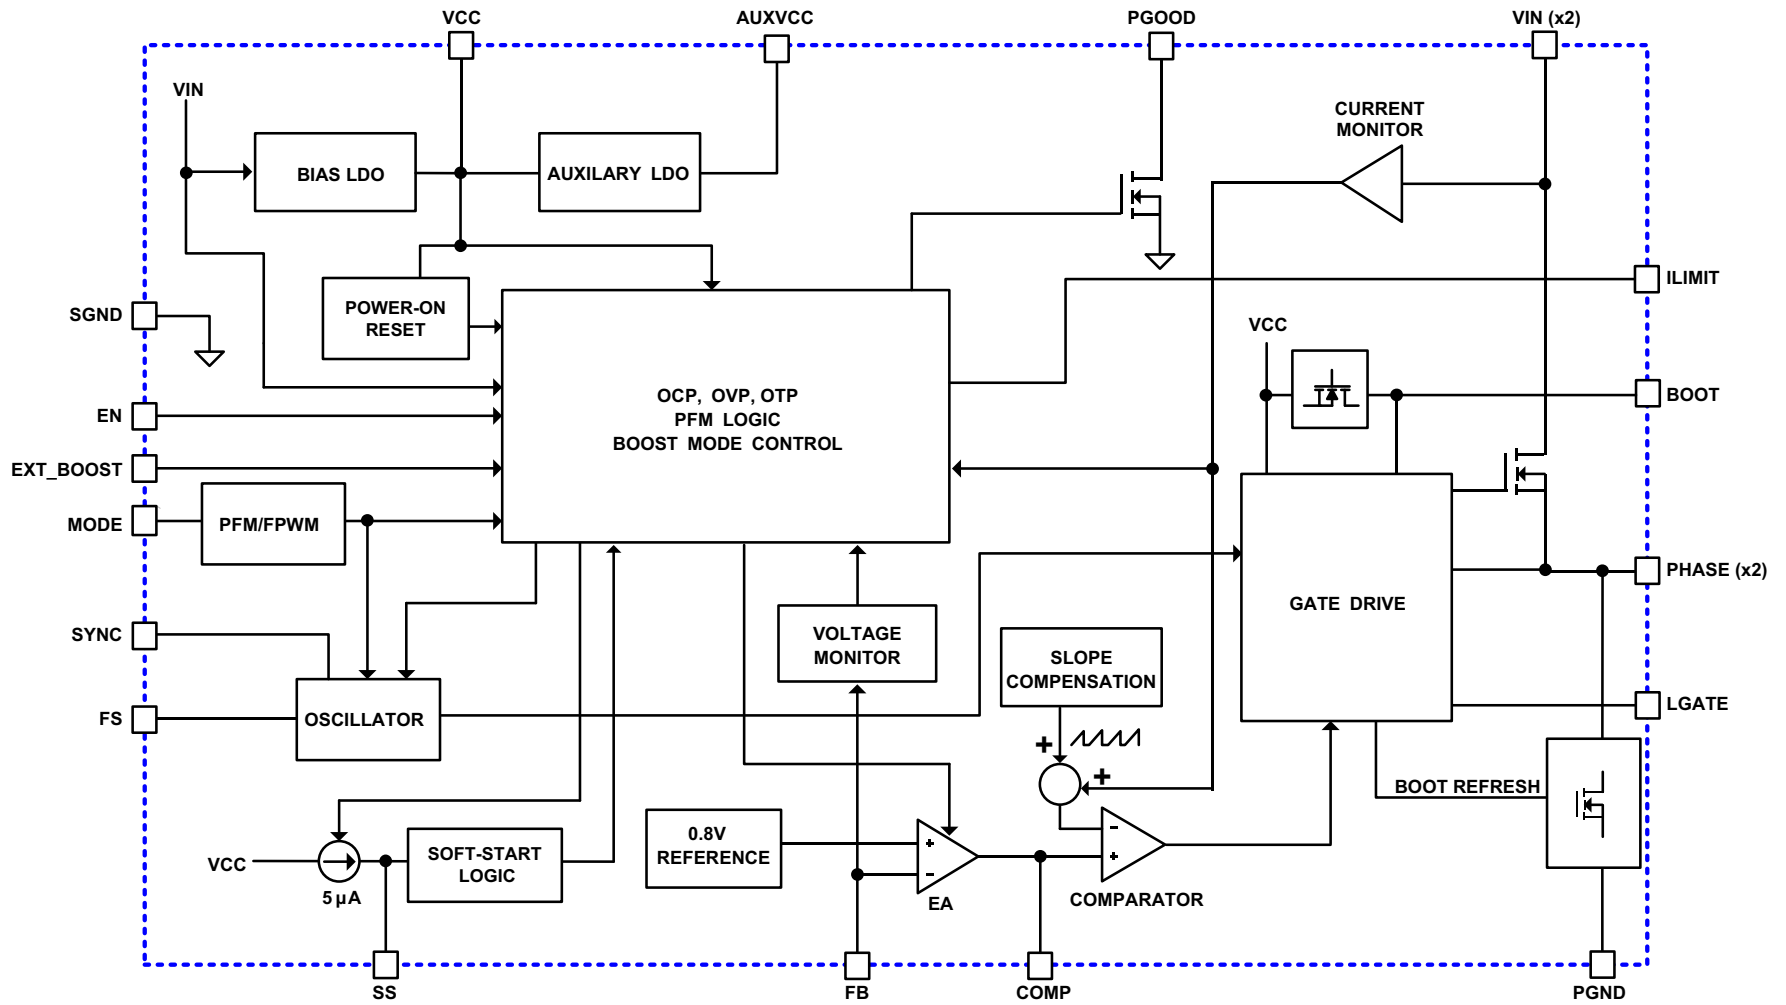 VCC
AUXVCC
PGOOD
VIN (x2)
VIN
CURRENT
MONITOR
BIAS LDO
AUXILARY LDO
SGND
POWER-ON
RESET
ILIMIT
VCC
BOOT
EN
OCP, OVP, OTP
PFM LOGIC
BOOST MODE CONTROL
EXT_BOOST
MODE
PFM/FPWM
PHASE (x2)
GATE DRIVE
SYNC
VOLTAGE
MONITOR
SLOPE
COMPENSATION
FS
OSCILLATOR
LGATE
+
+
BOOT REFRESH
0.8V
REFERENCE
+
-
EA
-
+
COMPARATOR
VCC
5 µA
SOFT-START
LOGIC
SS
FB
COMP
PGND